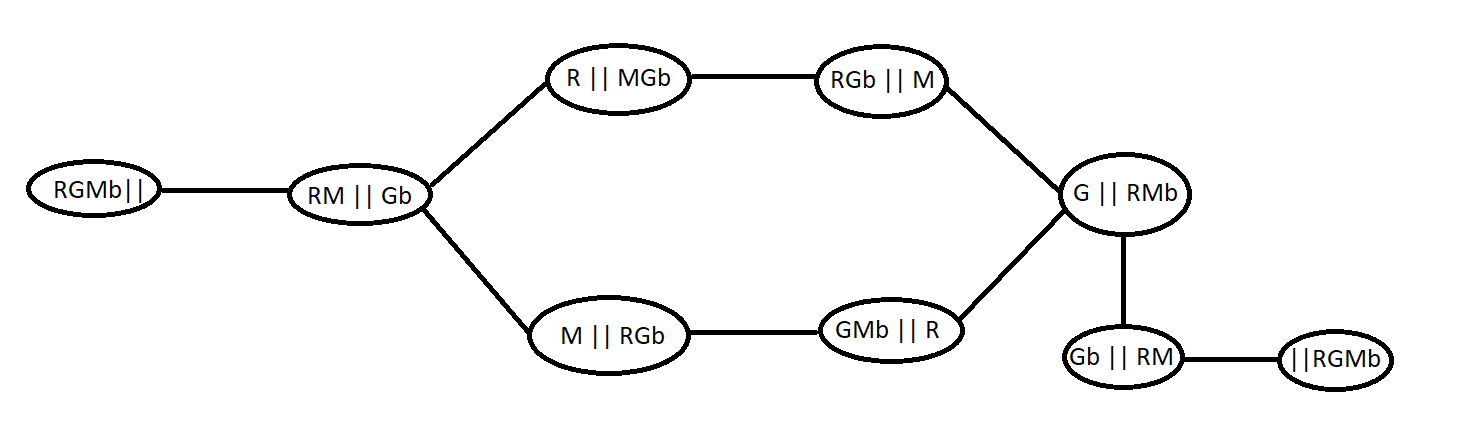 RGMb||
RM || Gb
R || MGb
RGb || M
M || RGb
GMb || R
G || RMb
Gb || RM
||RGMb